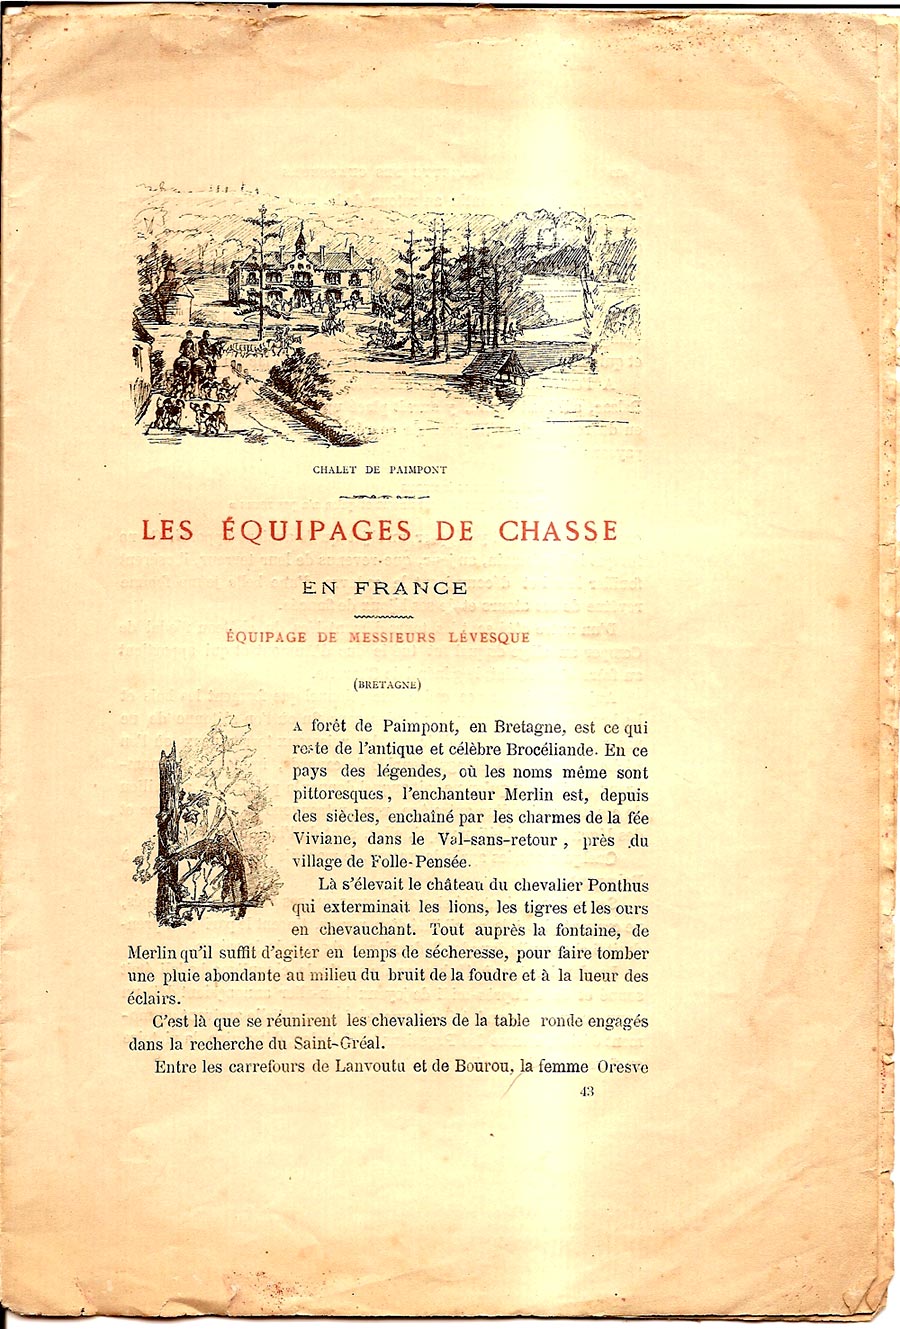 CHALET DE PAIMPONT
LES ÉQUIPAGES DE CHASSE
EN FRANCE
ÉQUIPAGE DE MESSIEURS LÉVESQUE
(BRETAGNE)
A forêt de Paimpont, en Bretagne, est ce qui
reste de l'antique et célèbre Brocéliande. En ce
pays des légendes, où les noms même sont
pittoresques, l'enchanteur Merlin est, depuis
des siècles, enchaîné par les charmes de la fée
Viviane, dans le Val-sans-retour, près du
village de Folle-Pensée.
Là s'élevait le château du chevalier Ponthus
qui exterminait les lions, les tigres et les ours
en chevauchant. Tout auprès la fontaine, de
Merlin qu'il suffit d'agiter en temps de sécheresse, pour faire tomber
une pluie abondante au milieu du bruit de la foudre et à la lueur des
éclairs.
C'est là que se réunirent les chevaliers de la table ronde engagés
dans la recherche du Saint-Gréal.
Entre les carrefours de Lanvoutu et de Bourou, la femme Oresve
43